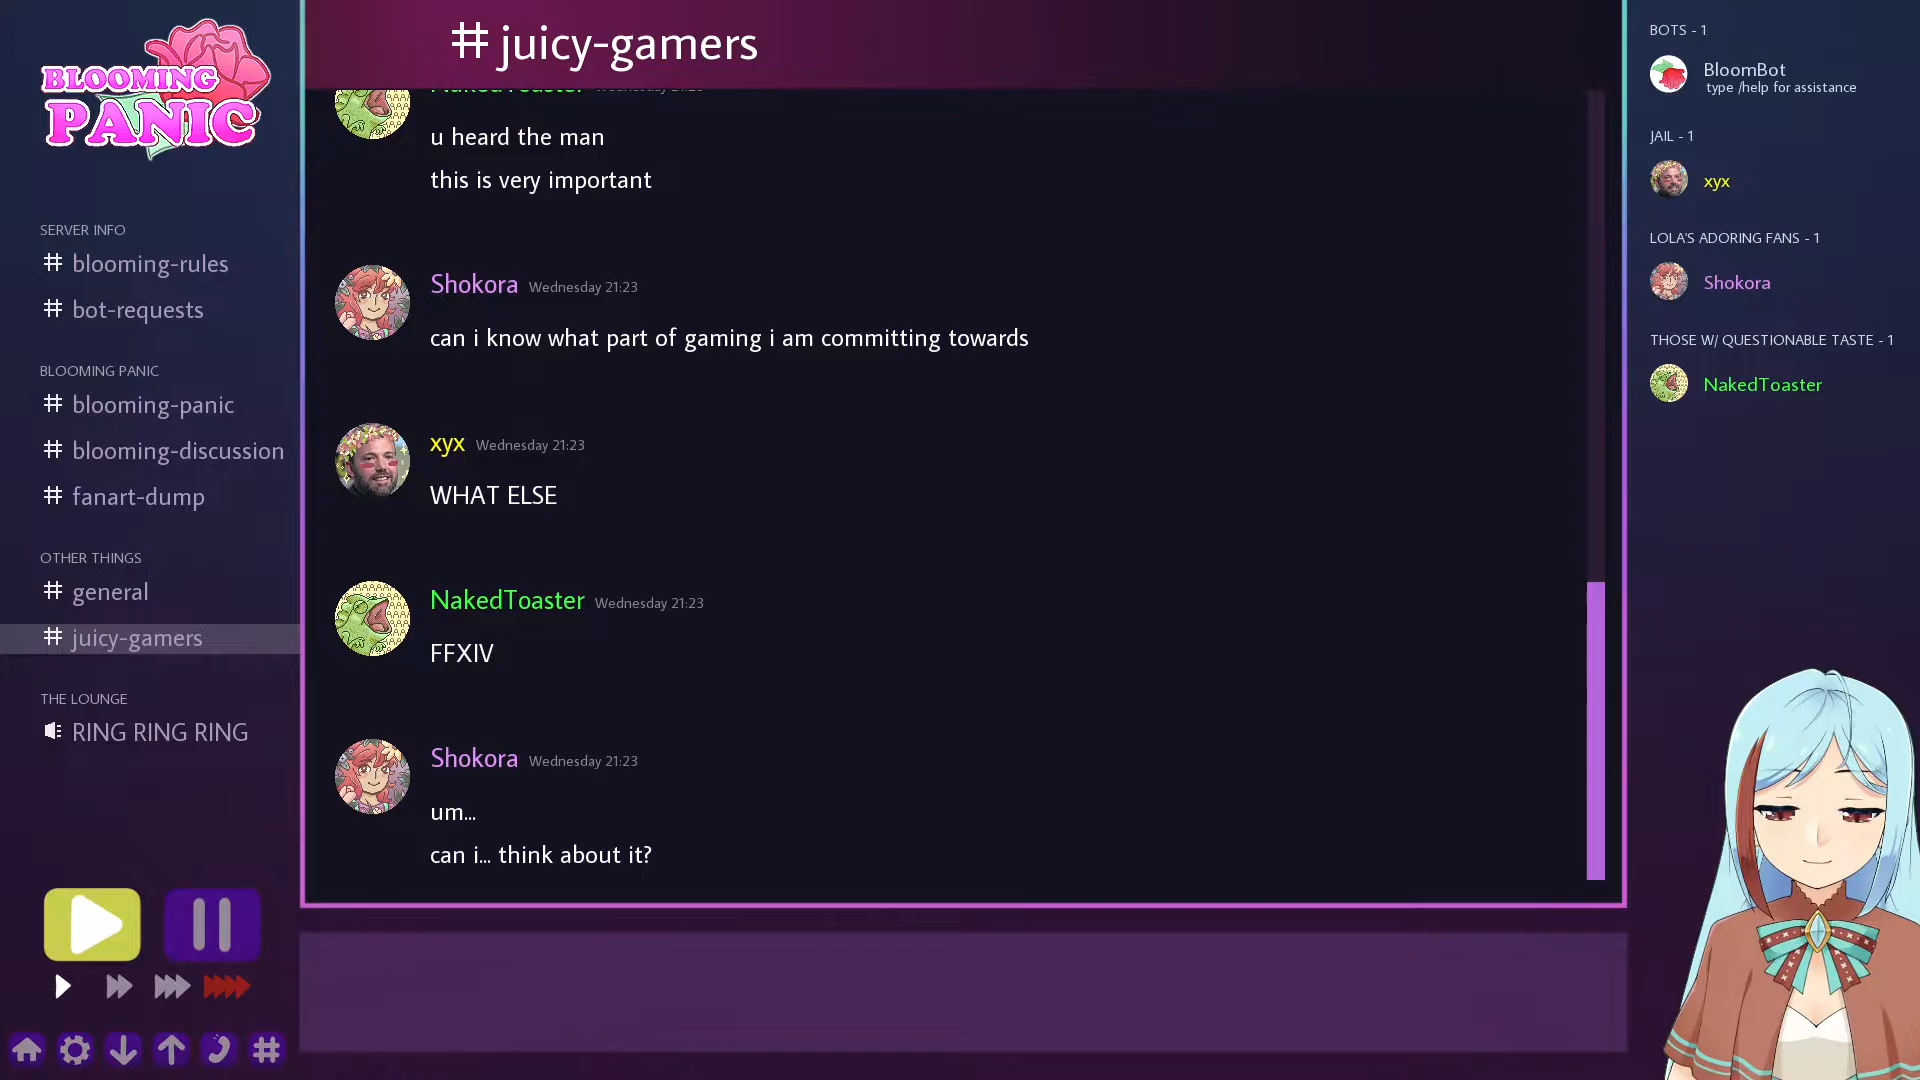 BLOOMING
PANIC
SERVER INFO
# blooming-rules
# bot-requests
BLOOMING PANIC
# blooming-panic
# blooming-discussion
# fanart-dump
OTHER THINGS
# general
# juicy-gamers
THE LOUNGE
RING RING RING
# juicy-gamers
NakedToaster Wednesday 21:23
u heard the man
this is very important
Shokora Wednesday 21:23
can i know what part of gaming i am committing towards
xyx Wednesday 21:23
WHAT ELSE
NakedToaster Wednesday 21:23
FFXIV
Shokora Wednesday 21:23
um...
can i... think about it?
BOTS - 1
BloomBot
type /help for assistance
JAIL - 1
xyx
LOLA'S ADORING FANS - 1
Shokora
THOSE W/ QUESTIONABLE TASTE - 1
NakedToaster